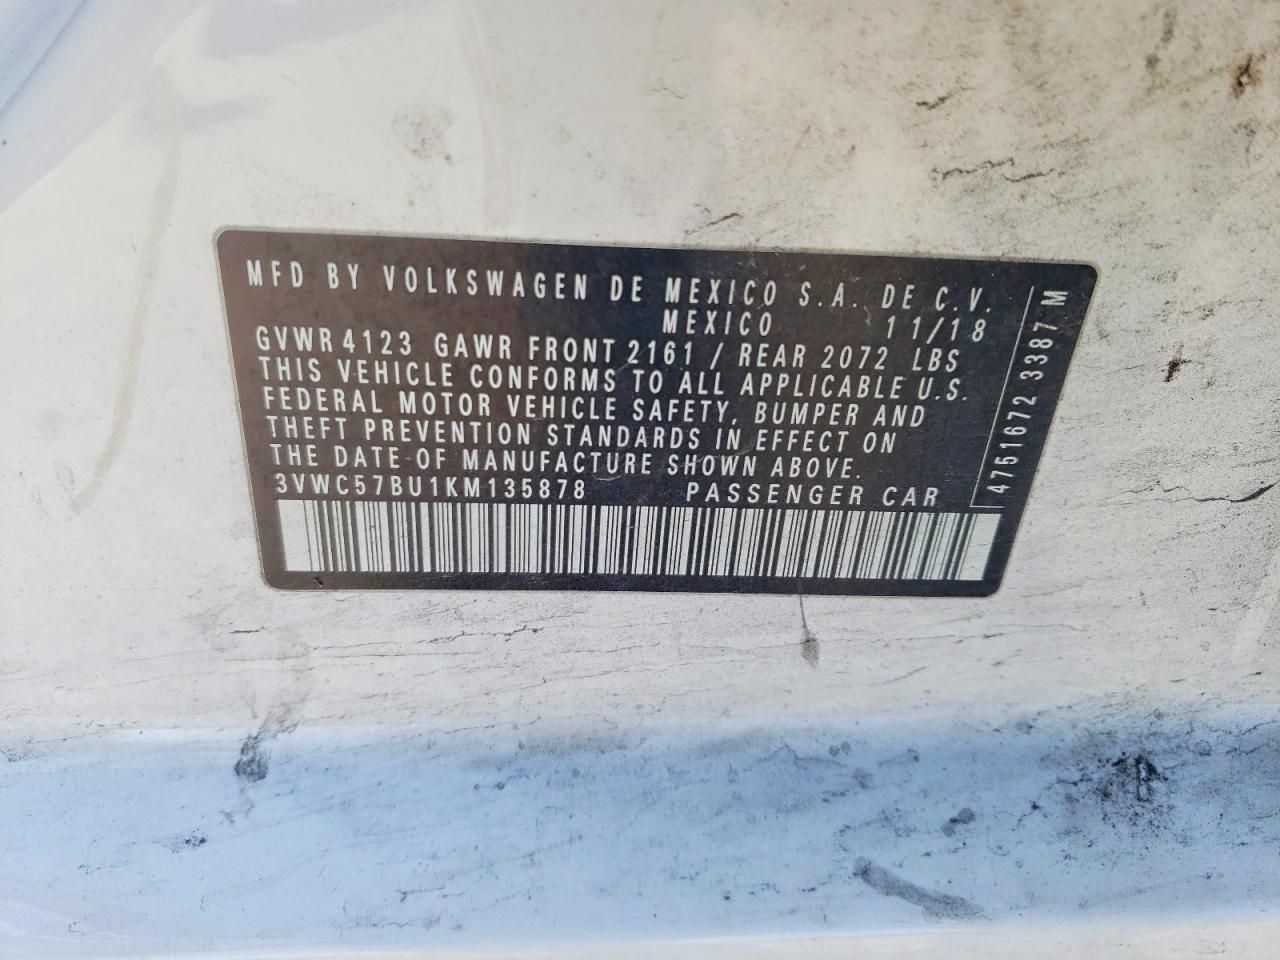 MFD BY VOLKSWAGEN DE MEXICO S.A. DE C.V.
MEXICO 11/18
GVWR 4123 GAWR FRONT 2161 / REAR 2072 LBS
THIS VEHICLE CONFORMS TO ALL APPLICABLE U.S.
FEDERAL MOTOR VEHICLE SAFETY, BUMPER AND
THEFT PREVENTION STANDARDS IN EFFECT ON
THE DATE OF MANUFACTURE SHOWN ABOVE.
3VWC57BU1KM135878 PASSENGER CAR
4751672 3387 M